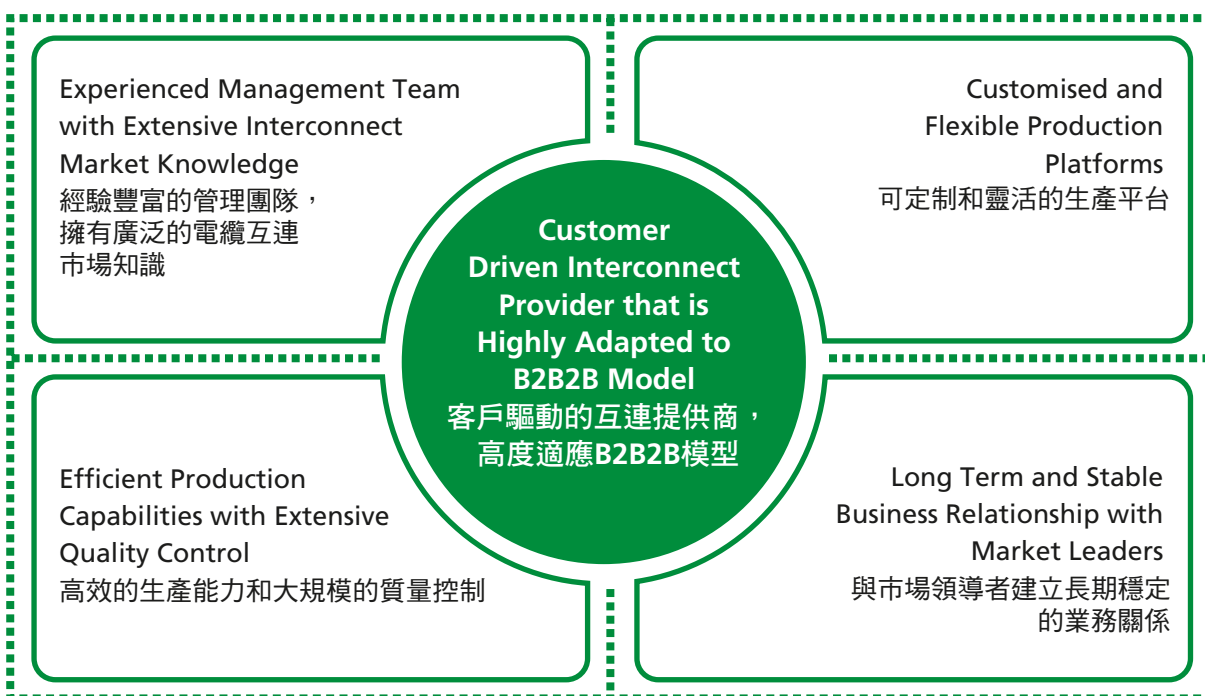 Experienced Management Team
with Extensive Interconnect
Market Knowledge
經驗豐富的管理團隊，
擁有廣泛的電纜互連
市場知識
Customised and
Flexible Production
Platforms
可定制和靈活的生產平台
Customer
Driven Interconnect
Provider that is
Highly Adapted to
B2B2B Model
客戶驅動的互連提供商，
高度適應B2B2B模型
Efficient Production
Capabilities with Extensive
Quality Control
高效的生產能力和大規模的質量控制
Long Term and Stable
Business Relationship with
Market Leaders
與市場領導者建立長期穩定
的業務關係